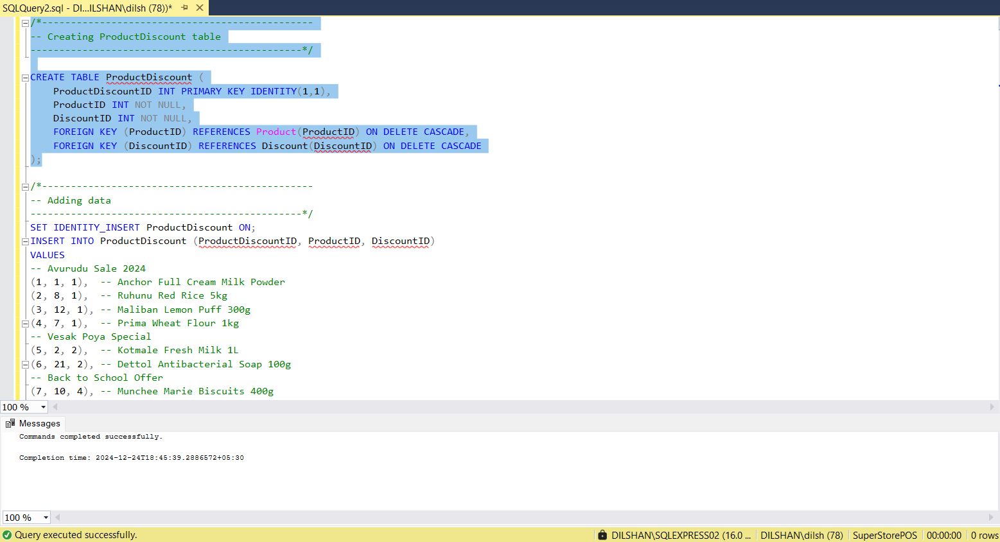 SQLQuery2.sql - DI...ILSHAN\dilsh (78))*
/*-----------------------------------------------
-- Creating ProductDiscount table
-----------------------------------------------*/
CREATE TABLE ProductDiscount (
    ProductDiscountID INT PRIMARY KEY IDENTITY(1,1),
    ProductID INT NOT NULL,
    DiscountID INT NOT NULL,
    FOREIGN KEY (ProductID) REFERENCES Product(ProductID) ON DELETE CASCADE,
    FOREIGN KEY (DiscountID) REFERENCES Discount(DiscountID) ON DELETE CASCADE
);
/*-----------------------------------------------
-- Adding data
-----------------------------------------------*/
SET IDENTITY_INSERT ProductDiscount ON;
INSERT INTO ProductDiscount (ProductDiscountID, ProductID, DiscountID)
VALUES
-- Avurudu Sale 2024
(1, 1, 1),  -- Anchor Full Cream Milk Powder
(2, 8, 1),  -- Ruhunu Red Rice 5kg
(3, 12, 1), -- Maliban Lemon Puff 300g
(4, 7, 1),  -- Prima Wheat Flour 1kg
-- Vesak Poya Special
(5, 2, 2),  -- Kotmale Fresh Milk 1L
(6, 21, 2), -- Dettol Antibacterial Soap 100g
-- Back to School Offer
(7, 10, 4), -- Munchee Marie Biscuits 400g
100 %
Messages
Commands completed successfully.
Completion time: 2024-12-24T18:45:39.2886572+05:30
100 %
Query executed successfully. DILSHAN\SQLEXPRESS02 (16.0 ... DILSHAN\dilsh (78) SuperStorePOS 00:00:00 0 rows